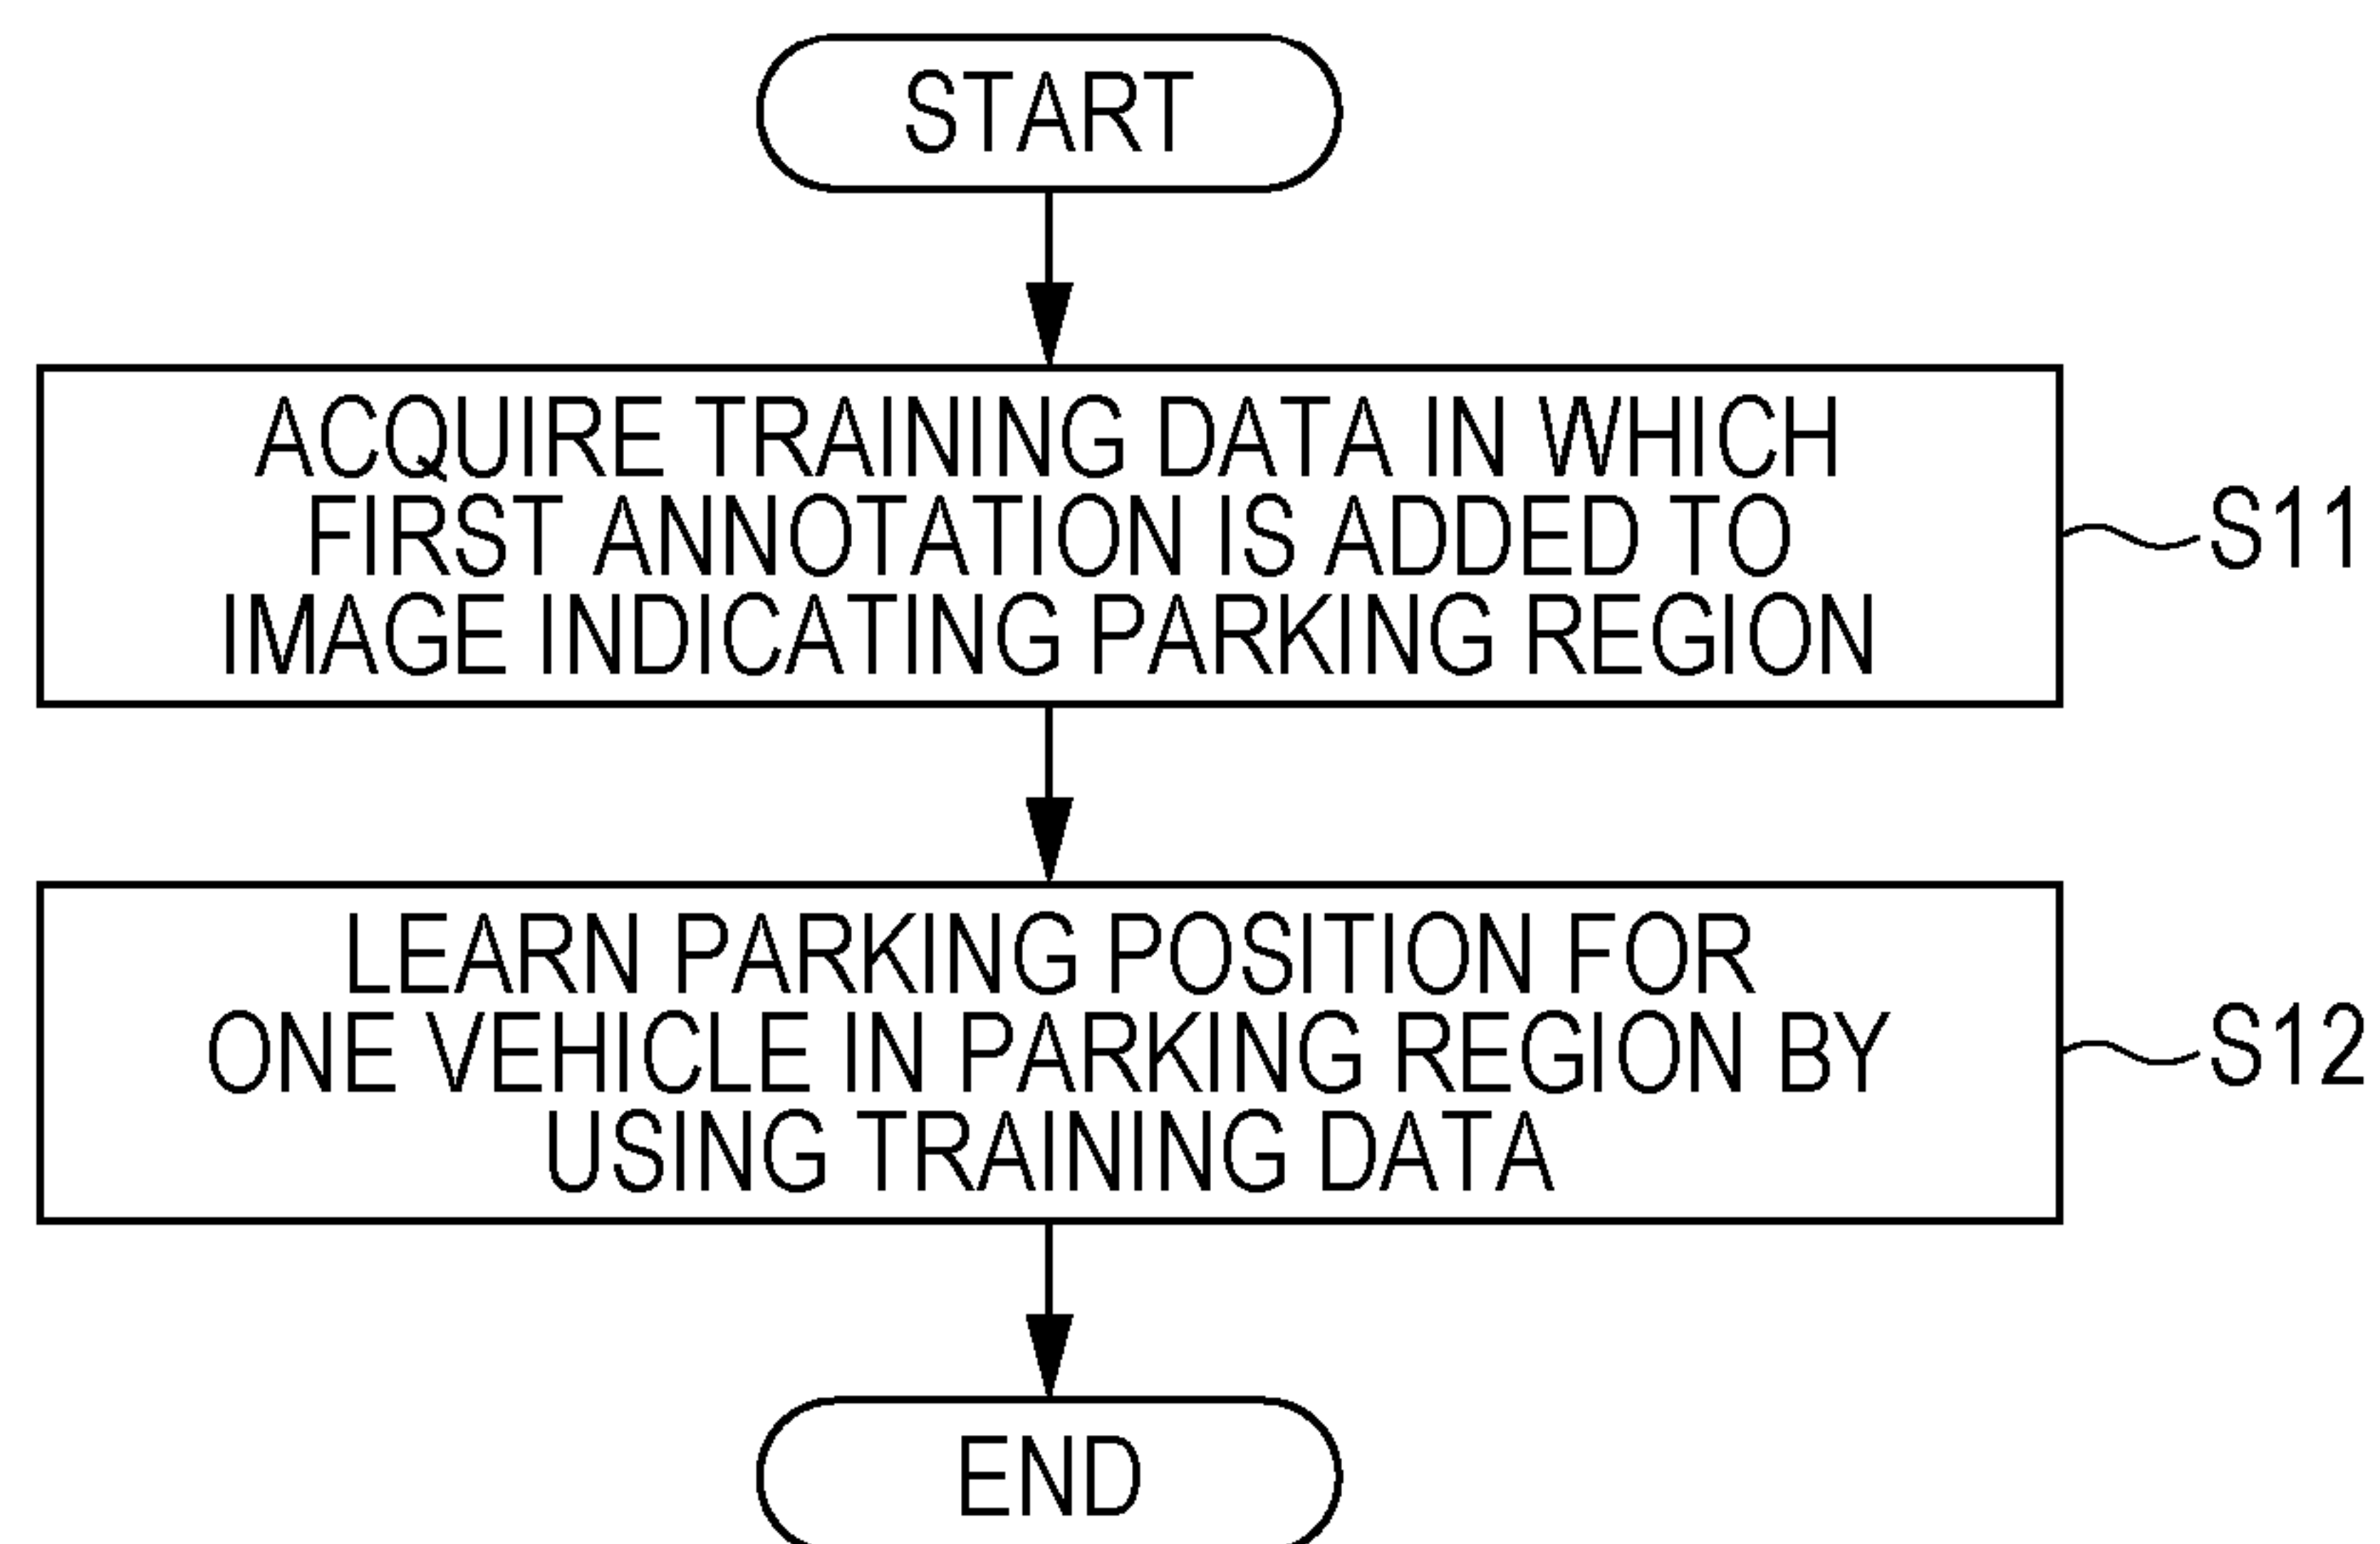 START
ACQUIRE TRAINING DATA IN WHICH
FIRST ANNOTATION IS ADDED TO
IMAGE INDICATING PARKING REGION
S11
LEARN PARKING POSITION FOR
ONE VEHICLE IN PARKING REGION BY
USING TRAINING DATA
S12
END